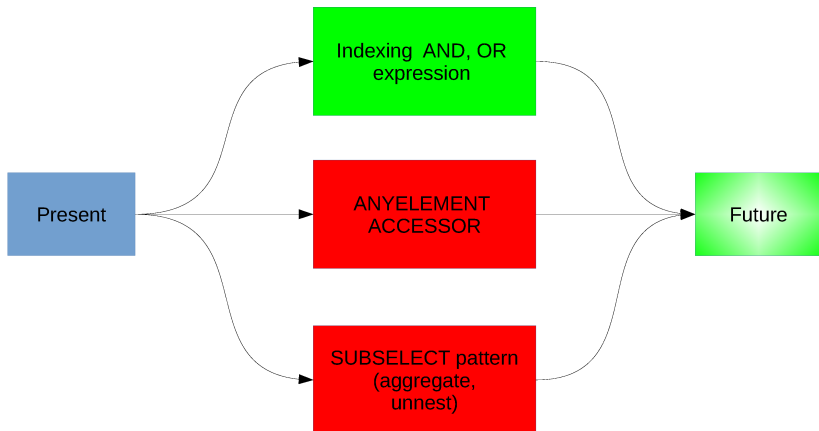 Indexing  AND, OR
expression
Present
ANYELEMENT
ACCESSOR
Future
SUBSELECT pattern
(aggregate,
unnest)